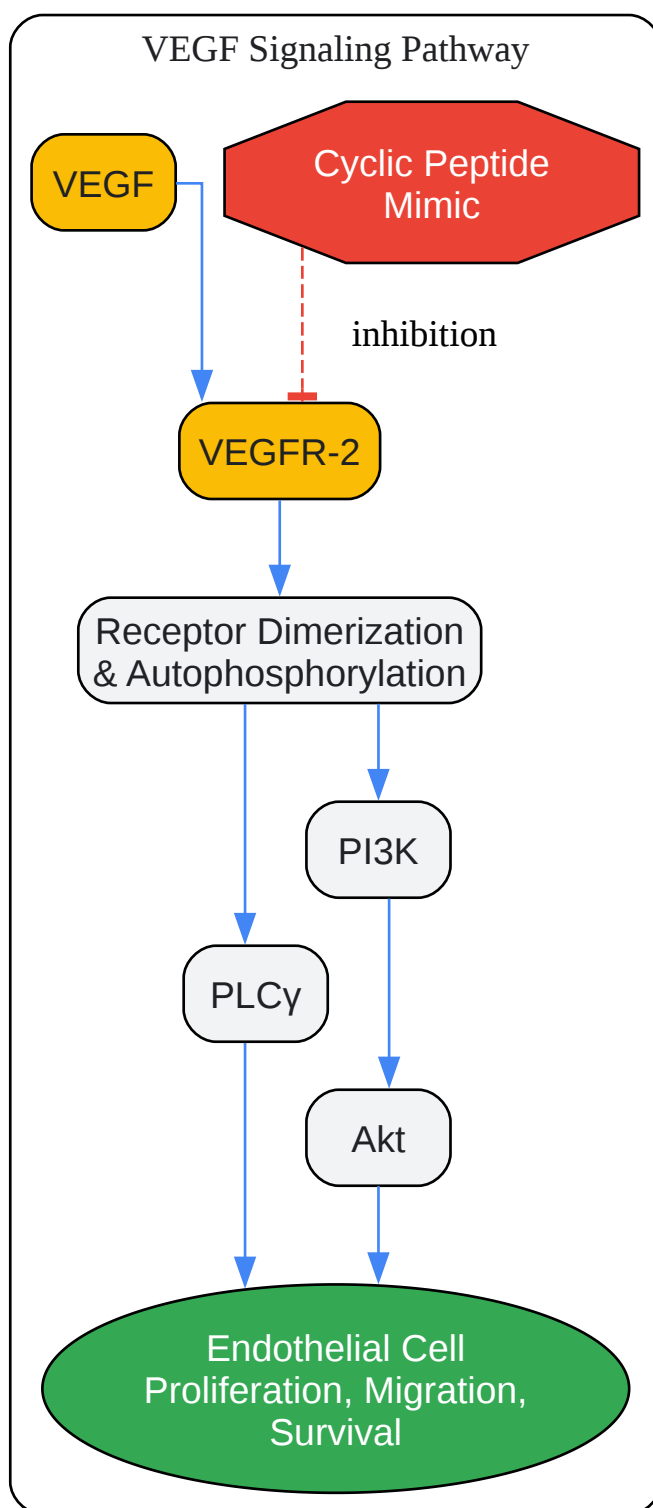 VEGF Signaling Pathway
VEGF
Cyclic Peptide
Mimic
inhibition
VEGFR-2
Receptor Dimerization
& Autophosphorylation
PI3K
PLCγ
Akt
Endothelial Cell
Proliferation, Migration,
Survival